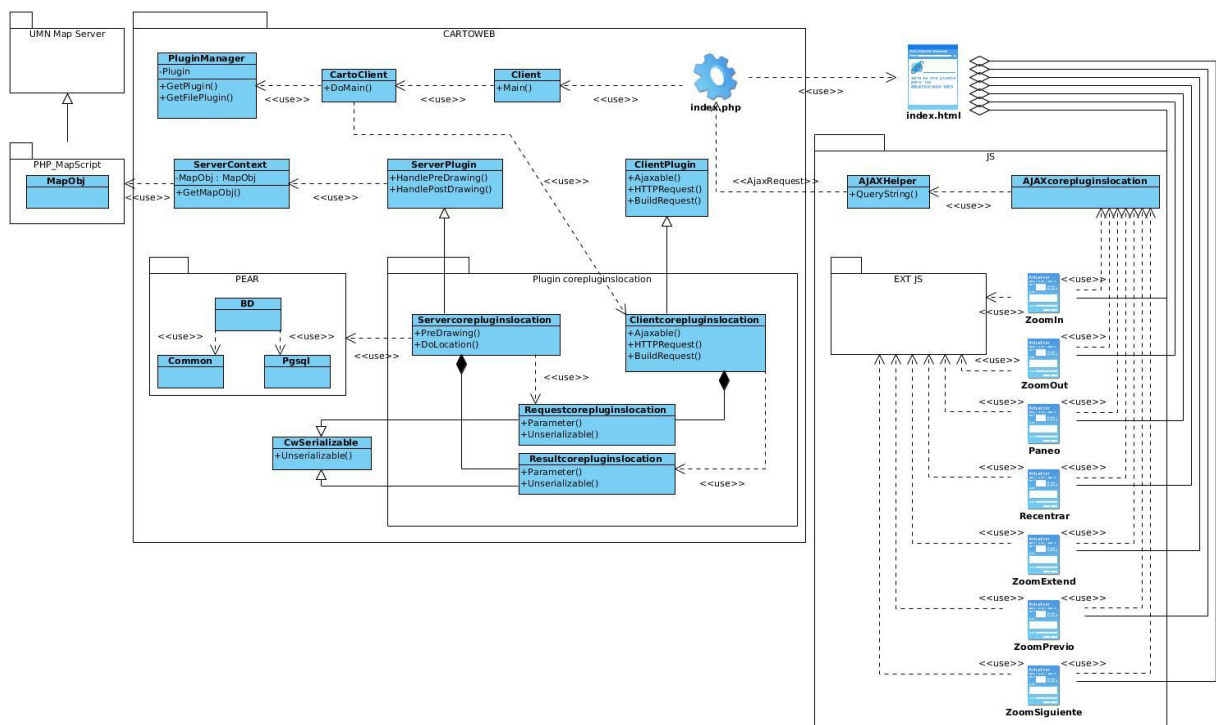 UMN Map Server
CARTOWEB
PluginManager
-Plugin
+GetPlugin()
+GetFilePlugin()
<<use>>
CartoClient
+DoMain()
<<use>>
Client
+Main()
<<use>>
index.php
<<use>>
index.html
PHP_MapScript
MapObj
<<use>>
ServerContext
-MapObj : MapObj
+GetMapObj()
<<use>>
ServerPlugin
+HandlePreDrawing()
+HandlePostDrawing()
<<use>>
ClientPlugin
+Ajaxable()
+HTTPRequest()
+BuildRequest()
<<AjaxRequest>>
JS
AJAXHelper
+QueryString()
<<use>>
AJAXcorepluginslocation
PEAR
BD
<<use>>
<<use>>
Common
Pgsql
<<use>>
Plugin corepluginslocation
Servercorepluginslocation
+PreDrawing()
+DoLocation()
<<use>>
Clientcorepluginslocation
+Ajaxable()
+HTTPRequest()
+BuildRequest()
Requestcorepluginslocation
+Parameter()
+Unserializable()
CwSerializable
+Unserializable()
Resultcorepluginslocation
+Parameter()
+Unserializable()
<<use>>
EXT JS
<<use>>
<<use>>
ZoomIn
<<use>>
<<use>>
ZoomOut
<<use>>
<<use>>
Paneo
<<use>>
<<use>>
Recentrar
<<use>>
<<use>>
ZoomExtend
<<use>>
<<use>>
ZoomPrevio
<<use>>
<<use>>
ZoomSiguiente